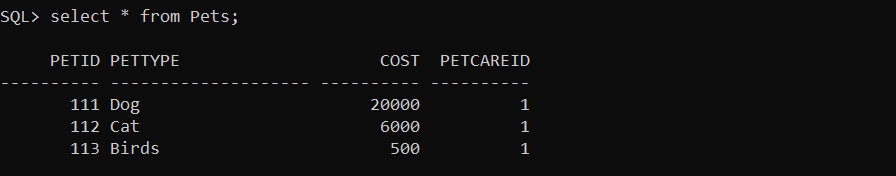 SQL> select * from Pets;
     PETID PETTYPE                    COST  PETCAREID
---------- -------------------- ---------- ----------
       111 Dog                       20000          1
       112 Cat                        6000          1
       113 Birds                       500          1